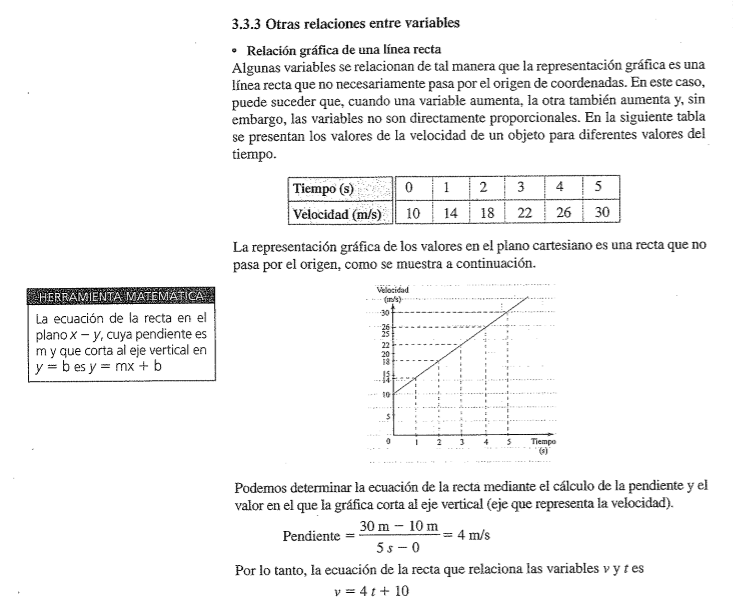 3.3.3 Otras relaciones entre variables
• Relación gráfica de una línea recta
Algunas variables se relacionan de tal manera que la representación gráfica es una
línea recta que no necesariamente pasa por el origen de coordenadas. En este caso,
puede suceder que, cuando una variable aumenta, la otra también aumenta y, sin
embargo, las variables no son directamente proporcionales. En la siguiente tabla
se presentan los valores de la velocidad de un objeto para diferentes valores del
tiempo.
Tiempo (s) 0 1 2 3 4 5
Velocidad (m/s) 10 14 18 22 26 30
La representación gráfica de los valores en el plano cartesiano es una recta que no
pasa por el origen, como se muestra a continuación.
HERRAMIENTA MATEMÁTICA
La ecuación de la recta en el
plano x – y, cuya pendiente es
m y que corta al eje vertical en
y = b es y = mx + b
Velocidad
(m/s)
30
26
25
22
20
18
15
14
10
5
0 1 2 3 4 5 Tiempo
(s)
Podemos determinar la ecuación de la recta mediante el cálculo de la pendiente y el
valor en el que la gráfica corta al eje vertical (eje que representa la velocidad).
Pendiente = (30 m − 10 m) / (5 s − 0) = 4 m/s
Por lo tanto, la ecuación de la recta que relaciona las variables v y t es
v = 4 t + 10